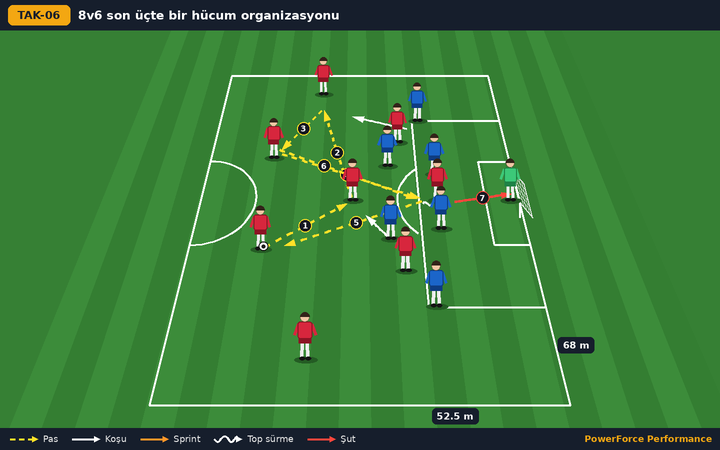 TAK-06 8v6 son üçte bir hücum organizasyonu
3
2
6
1
5
7
68 m
52.5 m
Pas Koşu Sprint Top sürme Şut PowerForce Performance